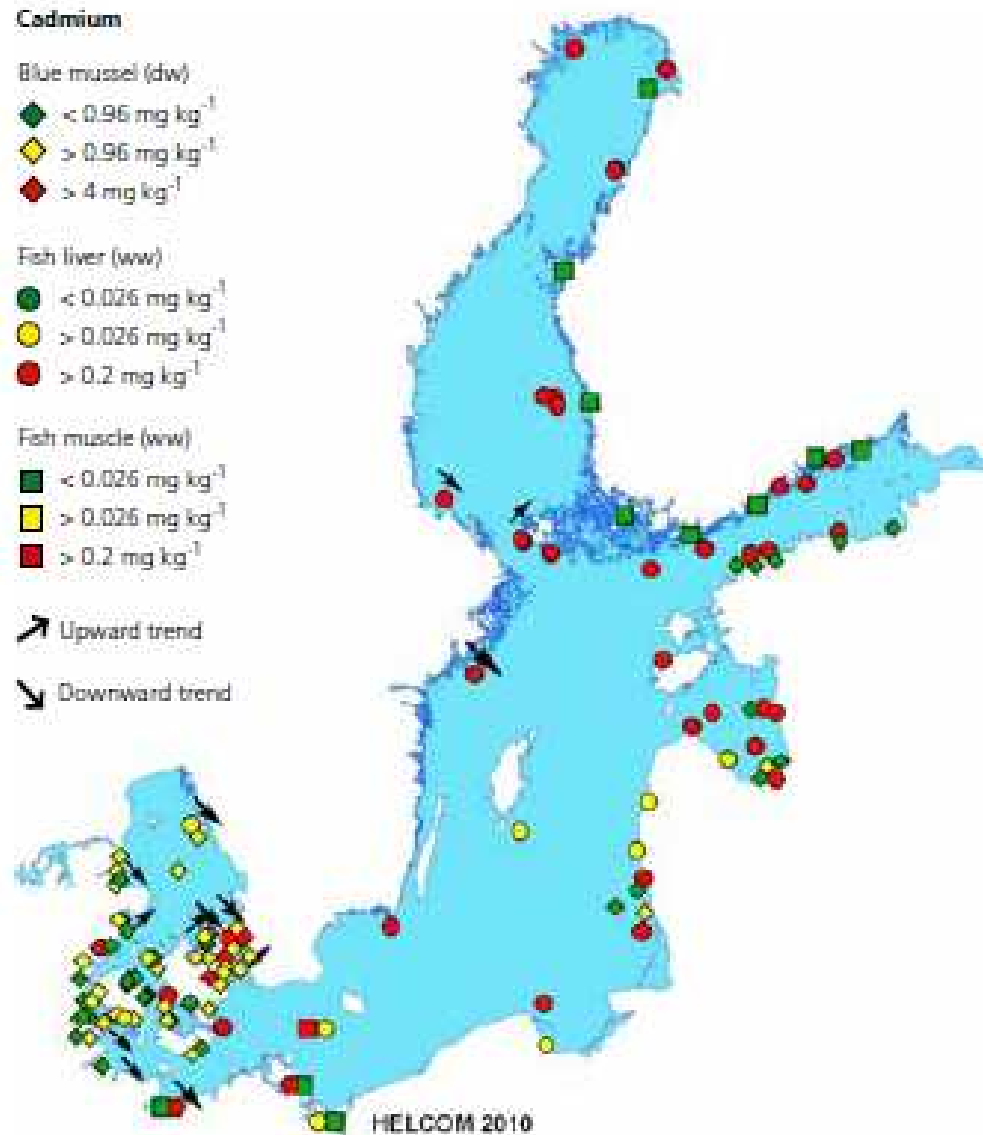 Cadmium
Blue mussel (dw)
< 0.96 mg kg⁻¹
> 0.96 mg kg⁻¹
> 4 mg kg⁻¹
Fish liver (ww)
< 0.026 mg kg⁻¹
> 0.026 mg kg⁻¹
> 0.2 mg kg⁻¹
Fish muscle (ww)
< 0.026 mg kg⁻¹
> 0.026 mg kg⁻¹
> 0.2 mg kg⁻¹
Upward trend
Downward trend
HELCOM 2010